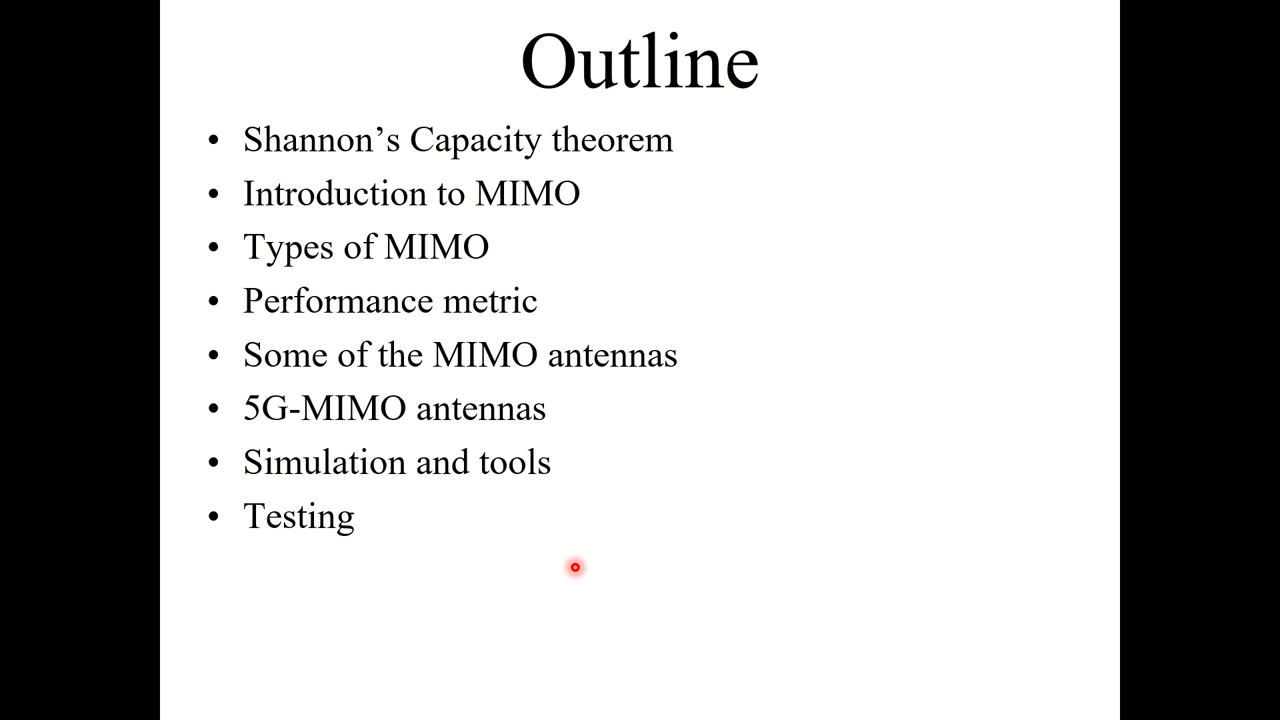 Outline
• Shannon’s Capacity theorem
• Introduction to MIMO
• Types of MIMO
• Performance metric
• Some of the MIMO antennas
• 5G-MIMO antennas
• Simulation and tools
• Testing